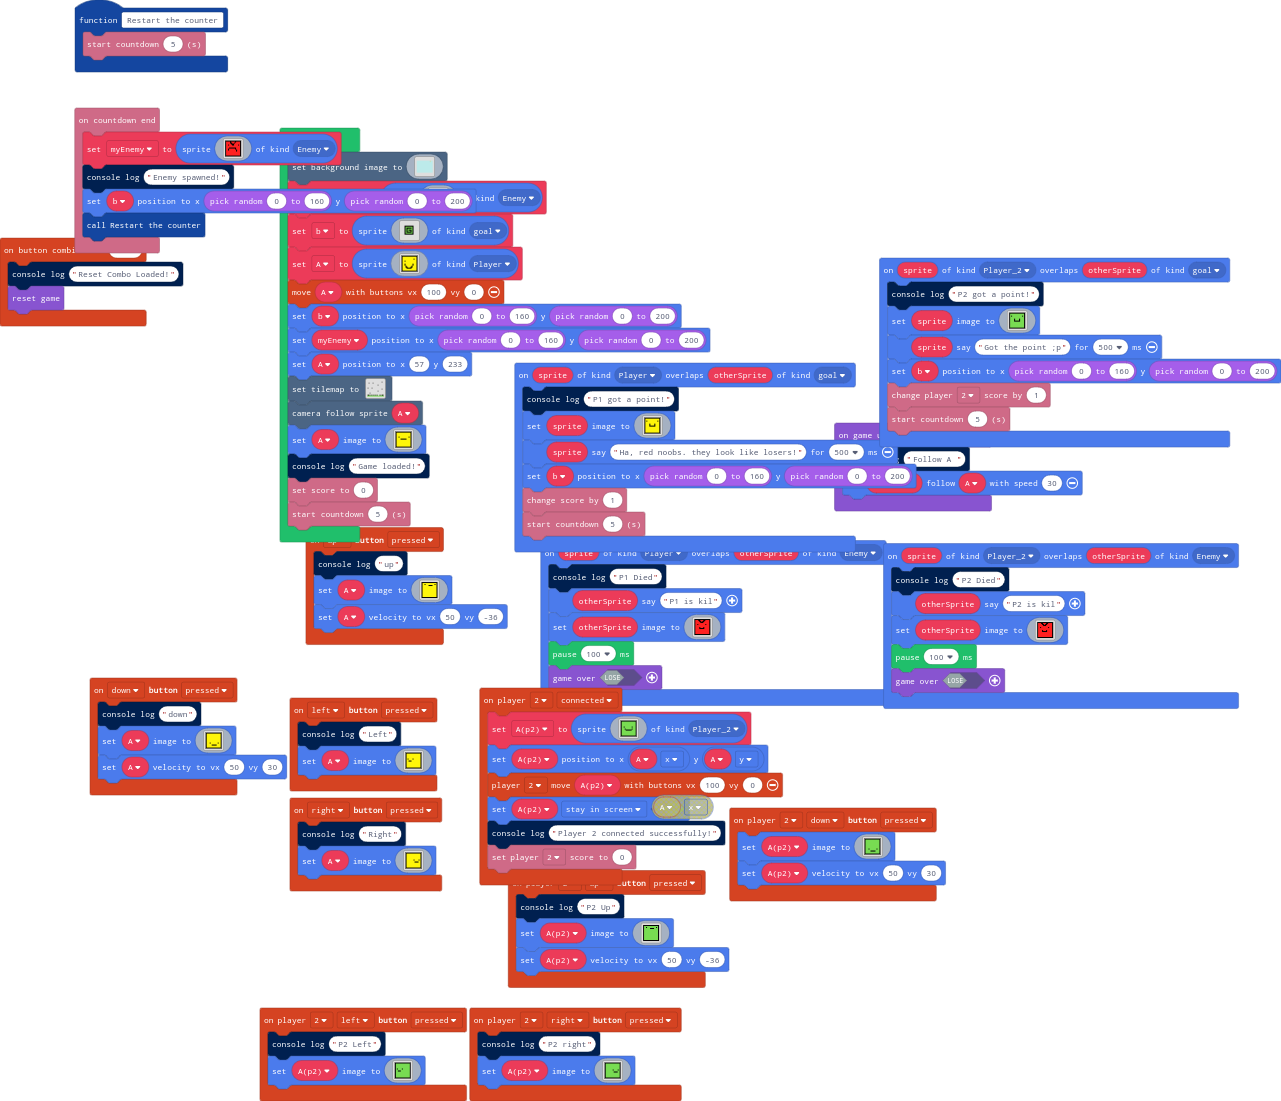 function Restart the counter
start countdown 5 (s)
on countdown end
set myEnemy to sprite of kind Enemy
console log "Enemy spawned!"
set b position to x pick random 0 to 160 y pick random 0 to 200
call Restart the counter
on button combi
console log "Reset Combo Loaded!"
reset game
set background image to
kind Enemy
set b to sprite of kind goal
set A to sprite of kind Player
move A with buttons vx 100 vy 0
set b position to x pick random 0 to 160 y pick random 0 to 200
set myEnemy position to x pick random 0 to 160 y pick random 0 to 200
set A position to x 57 y 233
set tilemap to
camera follow sprite A
set A image to
console log "Game loaded!"
set score to 0
start countdown 5 (s)
on sprite of kind Player_2 overlaps otherSprite of kind goal
console log "P2 got a point!"
set sprite image to
sprite say "Got the point ;p" for 500 ms
set b position to x pick random 0 to 160 y pick random 0 to 200
change player 2 score by 1
start countdown 5 (s)
on sprite of kind Player overlaps otherSprite of kind goal
console log "P1 got a point!"
set sprite image to
sprite say "Ha, red noobs. they look like losers!" for 500 ms
set b position to x pick random 0 to 160 y pick random 0 to 200
change score by 1
start countdown 5 (s)
on game u
"Follow A "
follow A with speed 30
button pressed
console log "up"
set A image to
set A velocity to vx 50 vy -36
on sprite of kind Player overlaps otherSprite of kind Enemy
console log "P1 Died"
otherSprite say "P1 is kil"
set otherSprite image to
pause 100 ms
game over LOSE
on sprite of kind Player_2 overlaps otherSprite of kind Enemy
console log "P2 Died"
otherSprite say "P2 is kil"
set otherSprite image to
pause 100 ms
game over LOSE
on down button pressed
console log "down"
set A image to
set A velocity to vx 50 vy 30
on left button pressed
console log "Left"
set A image to
on right button pressed
console log "Right"
set A image to
on player 2 connected
set A(p2) to sprite of kind Player_2
set A(p2) position to x A x y A y
player 2 move A(p2) with buttons vx 100 vy 0
set A(p2) stay in screen
A x
console log "Player 2 connected successfully!"
set player 2 score to 0
on player 2 down button pressed
set A(p2) image to
set A(p2) velocity to vx 50 vy 30
button pressed
console log "P2 Up"
set A(p2) image to
set A(p2) velocity to vx 50 vy -36
on player 2 left button pressed
console log "P2 Left"
set A(p2) image to
on player 2 right button pressed
console log "P2 right"
set A(p2) image to